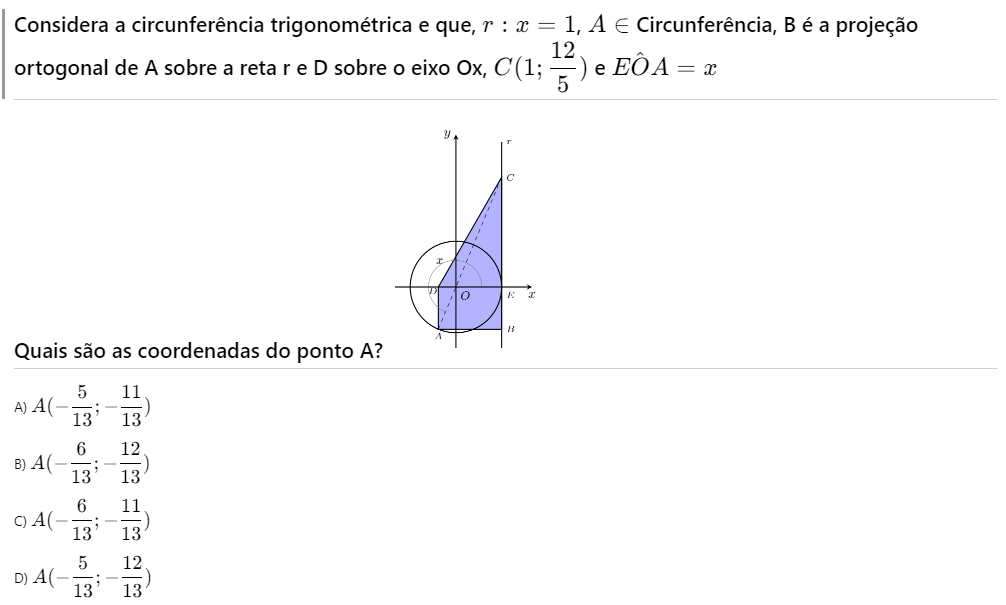 Considera a circunferência trigonométrica e que, r : x = 1, A ∈ Circunferência, B é a projeção
ortogonal de A sobre a reta r e D sobre o eixo Ox, C(1; 12/5) e EÔA = x
y
r
C
x
D
O
E
x
A
B
Quais são as coordenadas do ponto A?
A) A(−5/13; −11/13)
B) A(−6/13; −12/13)
C) A(−6/13; −11/13)
D) A(−5/13; −12/13)